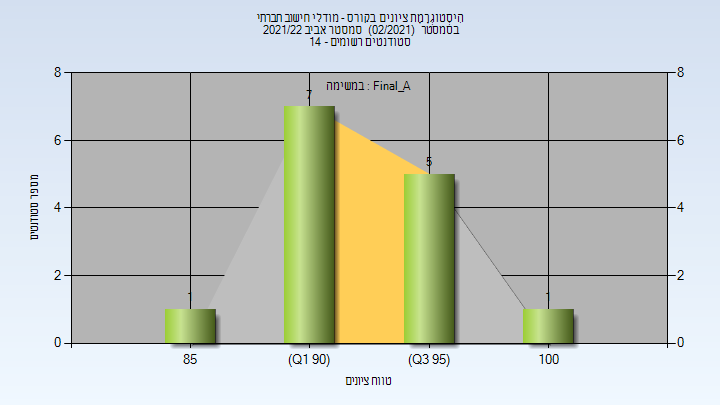 היסטוגרמת ציונים בקורס - מודלי חישוב חברתי
בסמסטר (02/2021) סמסטר אביב 2021/22
סטודנטים רשומים - 14
במשימה : Final_A
8 8
7
6 6
5
4 4
2 2
1 1
0 0
מספר סטודנטים
85 (Q1 90) (Q3 95) 100
טווח ציונים